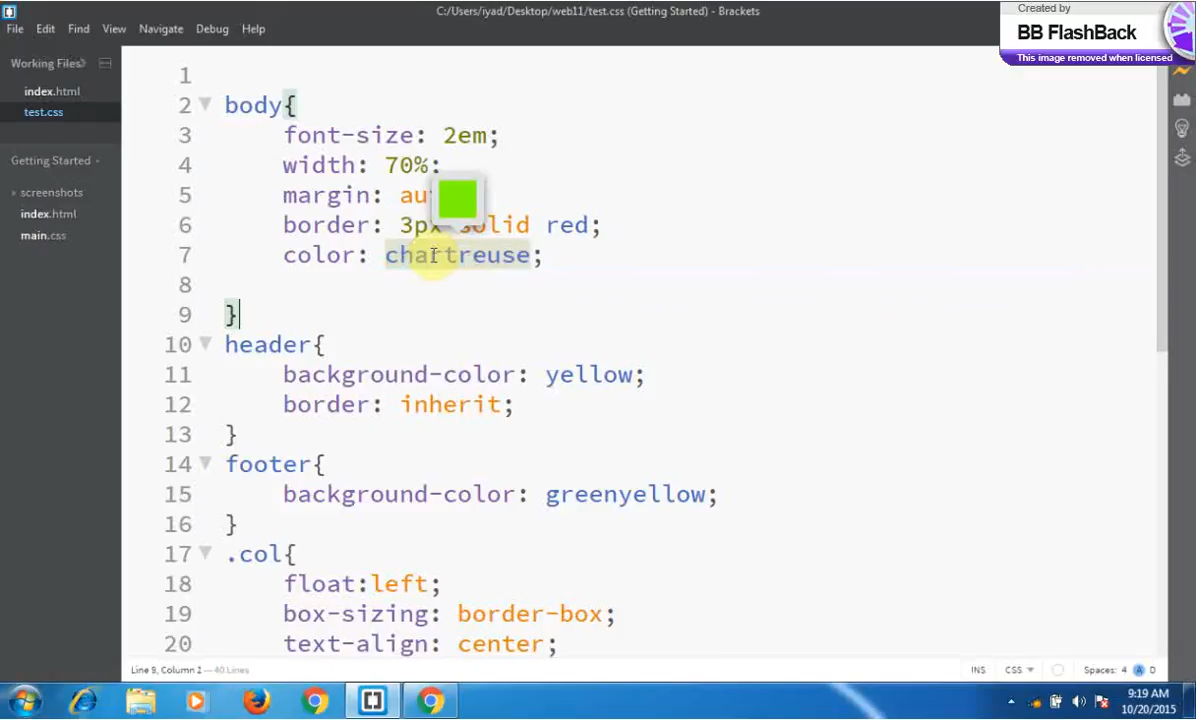 C:/Users/iyad/Desktop/web11/test.css (Getting Started) - Brackets
Created by
BB FlashBack
This image removed when licensed
File Edit Find View Navigate Debug Help
Working Files
index.html
test.css
Getting Started
screenshots
index.html
main.css
1
2 body{
3 font-size: 2em;
4 width: 70%;
5 margin: au
6 border: 3px solid red;
7 color: chartreuse;
8
9 }
10 header{
11 background-color: yellow;
12 border: inherit;
13 }
14 footer{
15 background-color: greenyellow;
16 }
17 .col{
18 float:left;
19 box-sizing: border-box;
20 text-align: center;
Line 9, Column 2 — 40 Lines
INS CSS Spaces: 4 A 0
9:19 AM
10/20/2015